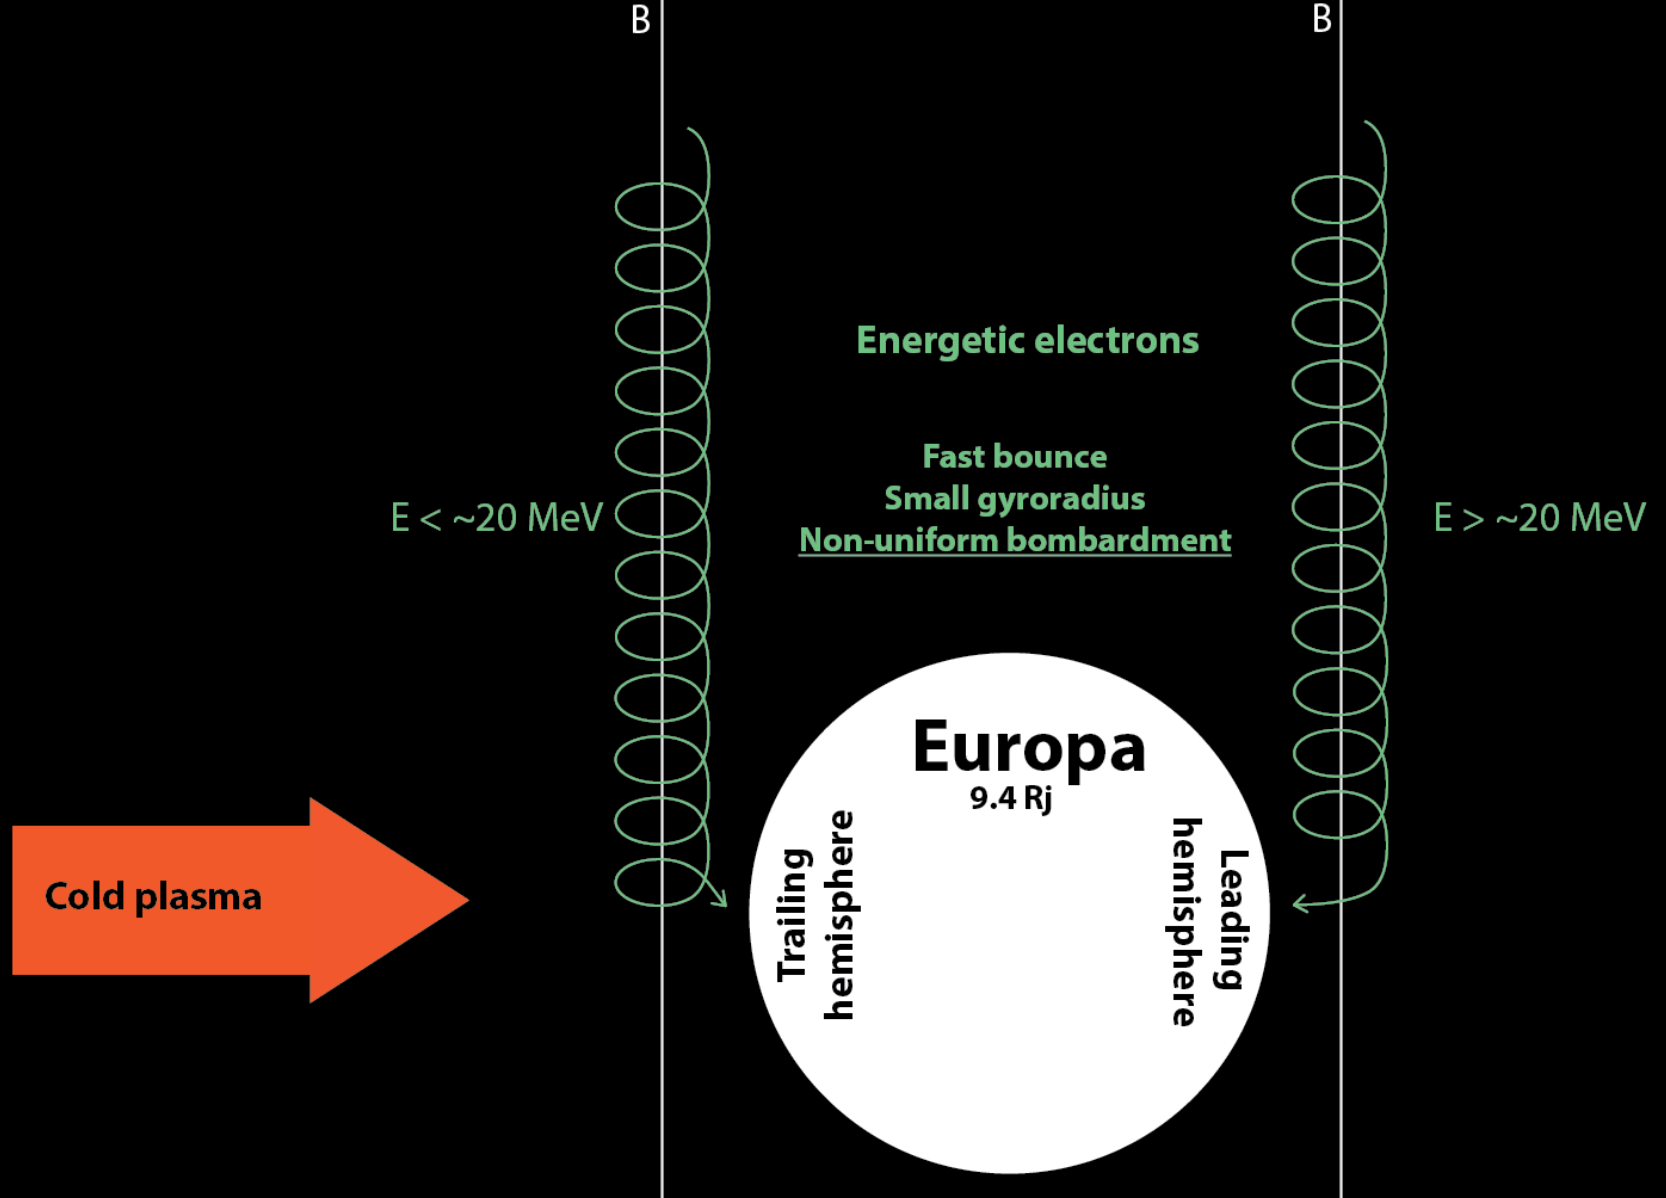 B
B
Energetic electrons
Fast bounce
Small gyroradius
Non-uniform bombardment
E < ~20 MeV
E > ~20 MeV
Europa
9.4 Rj
Cold plasma
Trailing
hemisphere
Leading
hemisphere